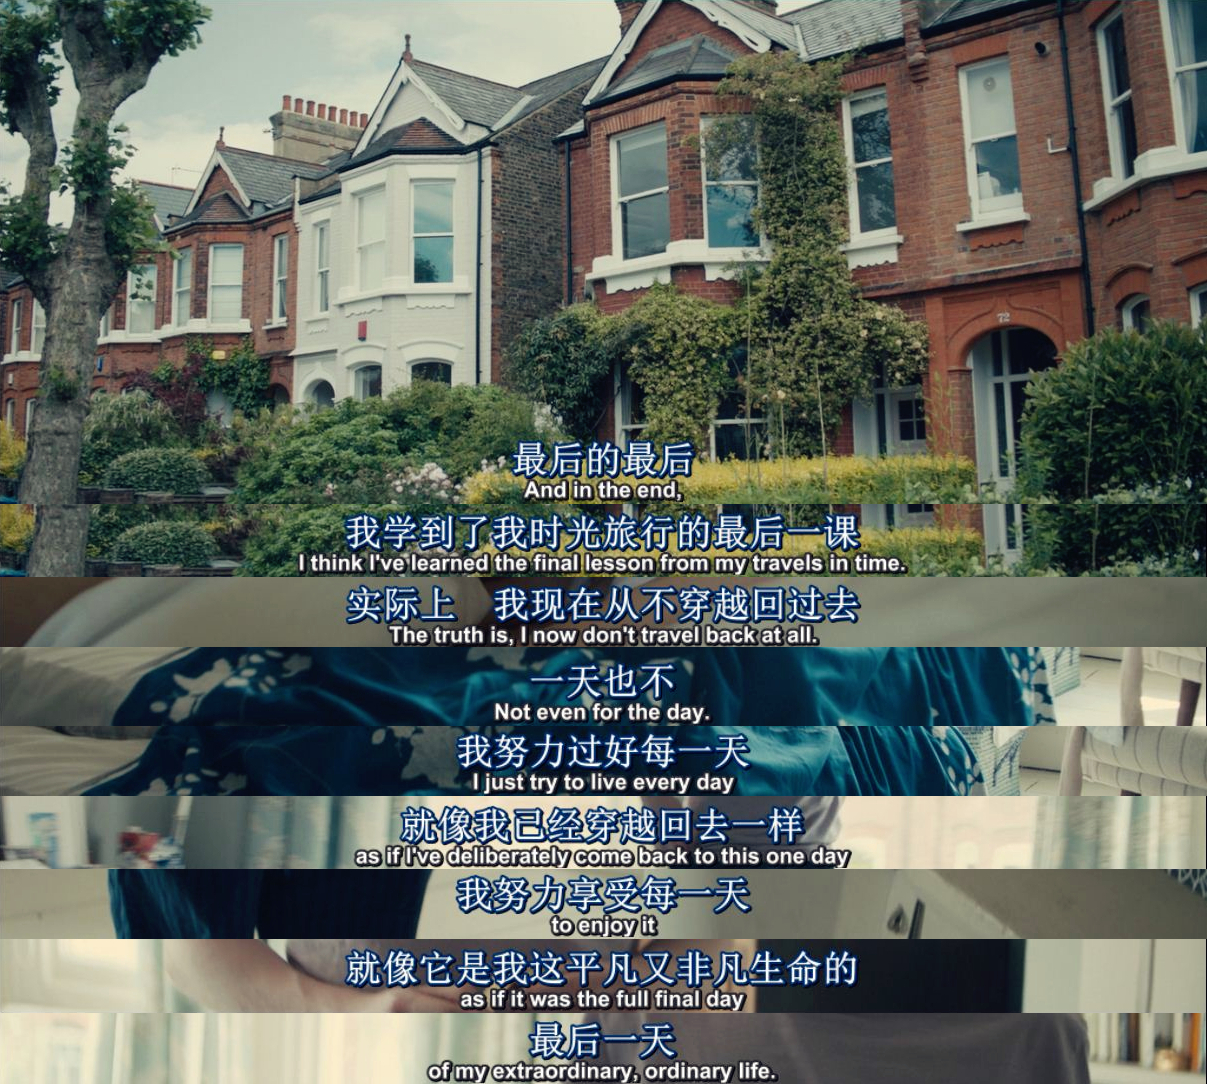 72
最后的最后
And in the end,
我学到了我时光旅行的最后一课
I think I've learned the final lesson from my travels in time.
实际上 我现在从不穿越回过去
The truth is, I now don't travel back at all.
一天也不
Not even for the day.
我努力过好每一天
I just try to live every day
就像我已经穿越回去一样
as if I've deliberately come back to this one day
我努力享受每一天
to enjoy it
就像它是我这平凡又非凡生命的
as if it was the full final day
最后一天
of my extraordinary, ordinary life.